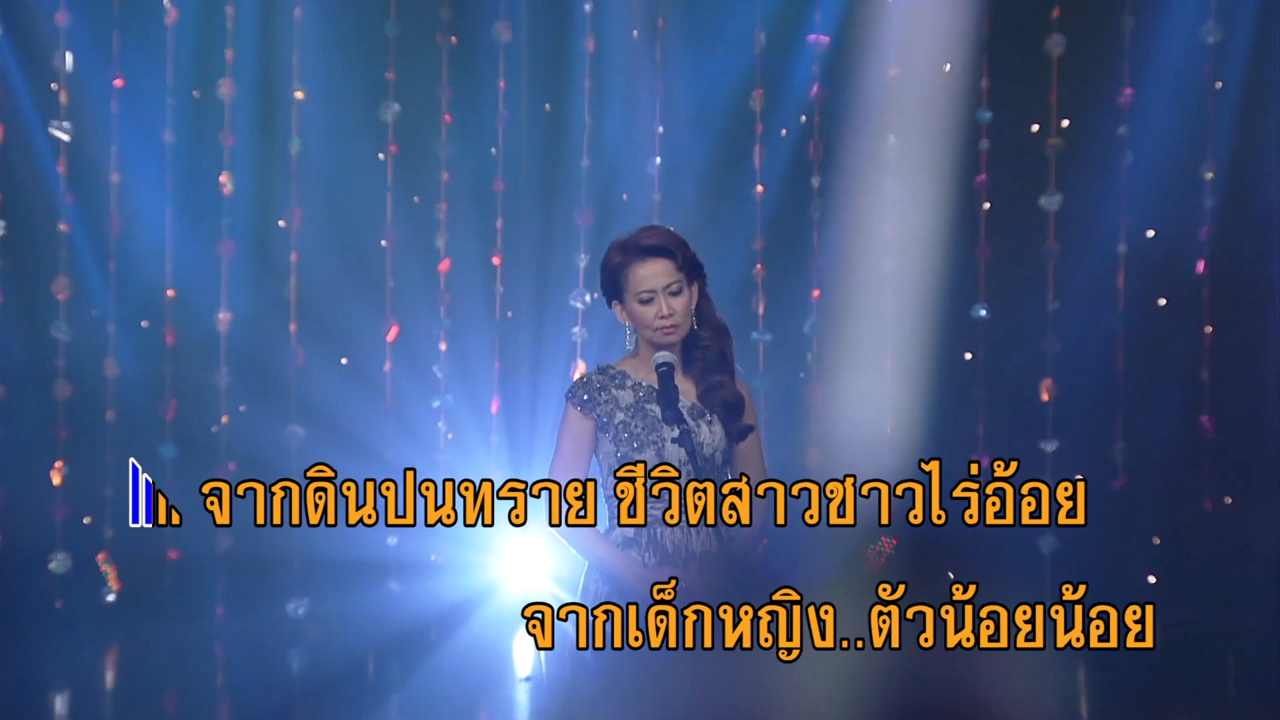 จากดินปนทราย ชีวิตสาวชาวไร่อ้อย
จากเด็กหญิง..ตัวน้อยน้อย